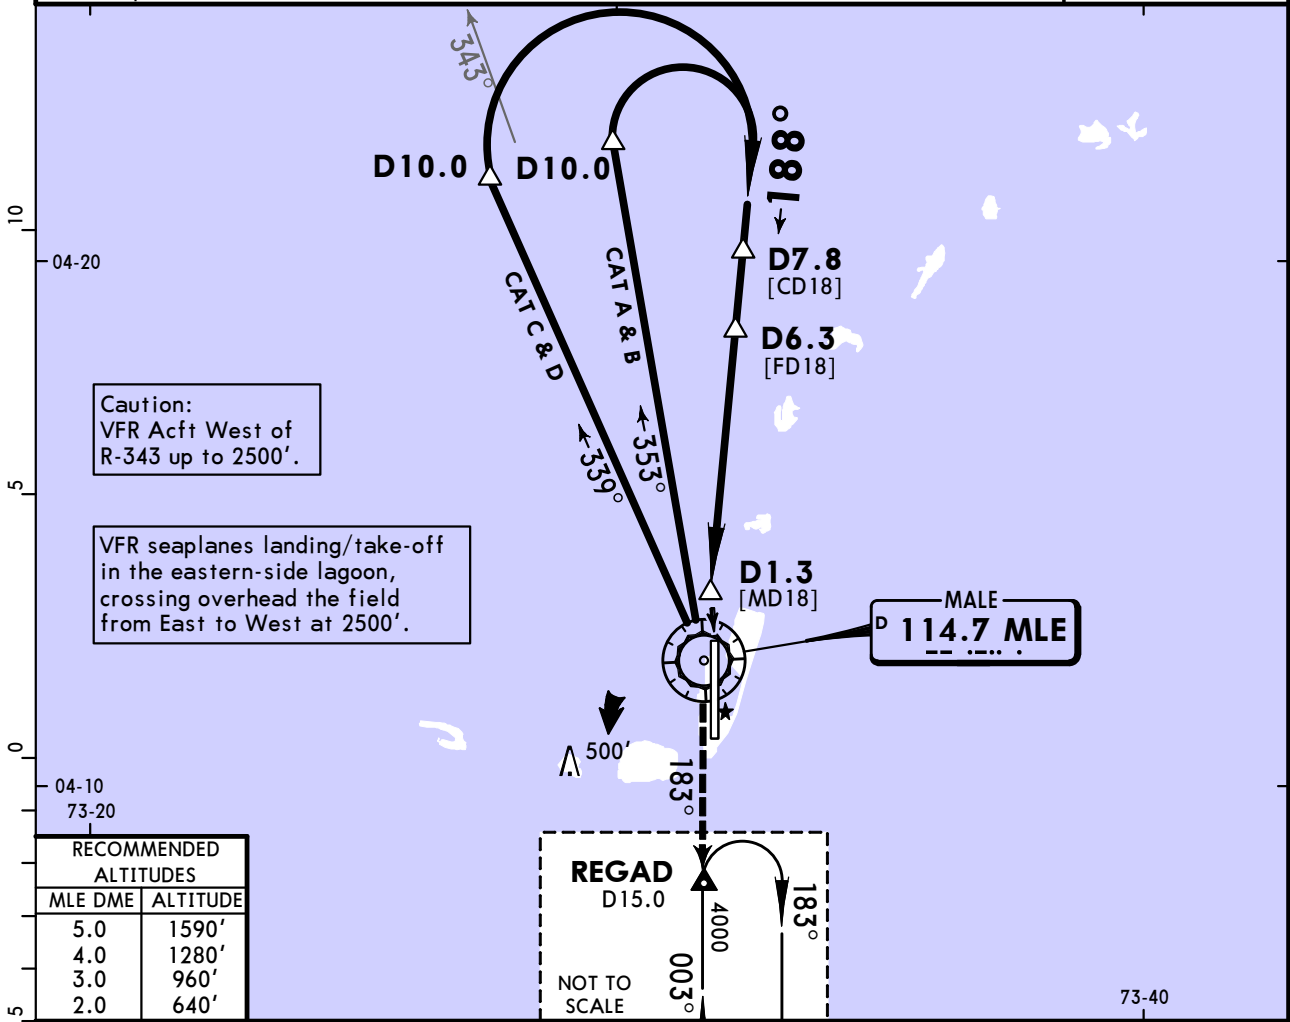 343°
D10.0
D10.0
188°
D7.8
[CD18]
D6.3
[FD18]
CAT C & D
CAT A & B
339°
353°
10
04-20
Caution:
VFR Acft West of
R-343 up to 2500'.
5
VFR seaplanes landing/take-off
in the eastern-side lagoon,
crossing overhead the field
from East to West at 2500'.
D1.3
[MD18]
MALE
D 114.7 MLE
500'
0
04-10
73-20
183°
RECOMMENDED
ALTITUDES
MLE DME ALTITUDE
5.0 1590'
4.0 1280'
3.0 960'
2.0 640'
5
REGAD
D15.0
4000
183°
003°
NOT TO
SCALE
73-40